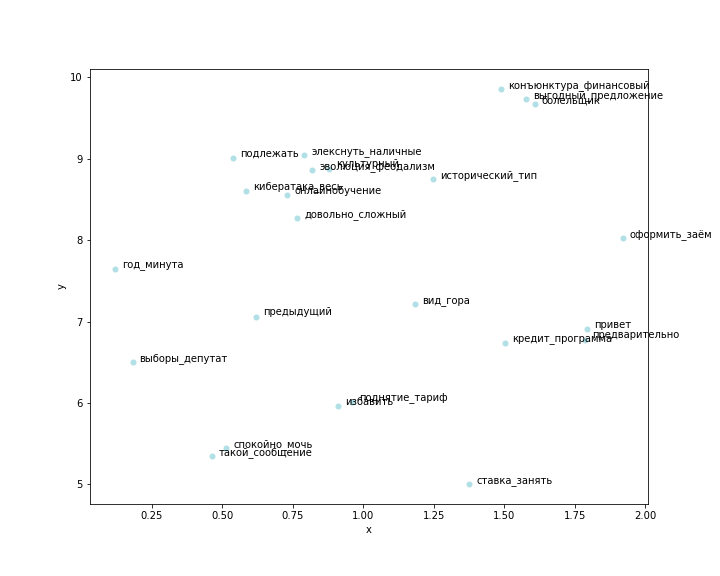 10
конъюнктура_финансовый
выгодный_предложение
болельщик
9
подлежать
элекснуть_наличные
культурный
эволюция_феодализм
исторический_тип
кибератака_весь
онлайнобучение
довольно_сложный
8
оформить_заём
год_минута
y
вид_гора
предыдущий
7
привет
предварительно
кредит_программа
выборы_депутат
6
поднятие_тариф
избавить
спокойно_мочь
такой_сообщение
5
ставка_занять
0.25 0.50 0.75 1.00 1.25 1.50 1.75 2.00
x